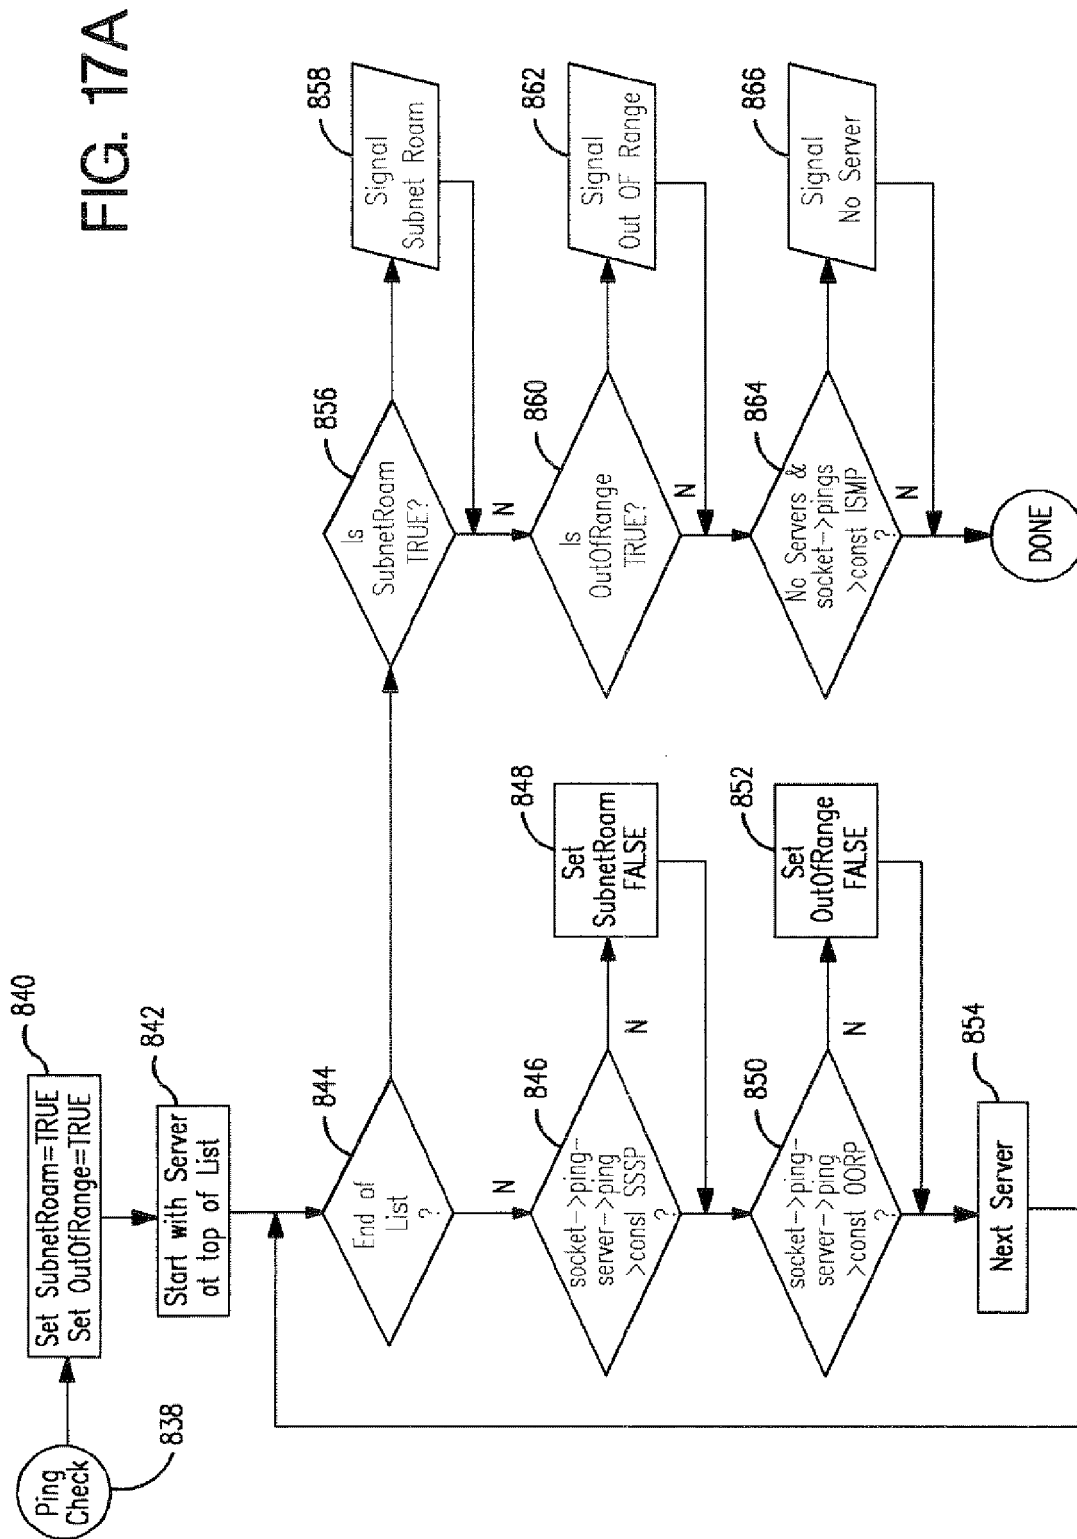 FIG. 17A
Ping
Check
838
Set SubnetRoam=TRUE
Set OutOfRange=TRUE
840
Start with Server
at top of List
842
End of
List
?
844
N
socket->ping-
server->ping
>const SSSP
?
846
N
Set
SubnetRoam
FALSE
848
socket->ping-
server->ping
>const OORP
?
850
N
Set
OutOfRange
FALSE
852
Next Server
854
Is
SubnetRoam
TRUE?
856
N
Signal
Subnet Roam
858
Is
OutOfRange
TRUE?
860
N
Signal
Out OF Range
862
No Servers &
socket->pings
>const ISMP
?
864
N
Signal
No Server
866
DONE